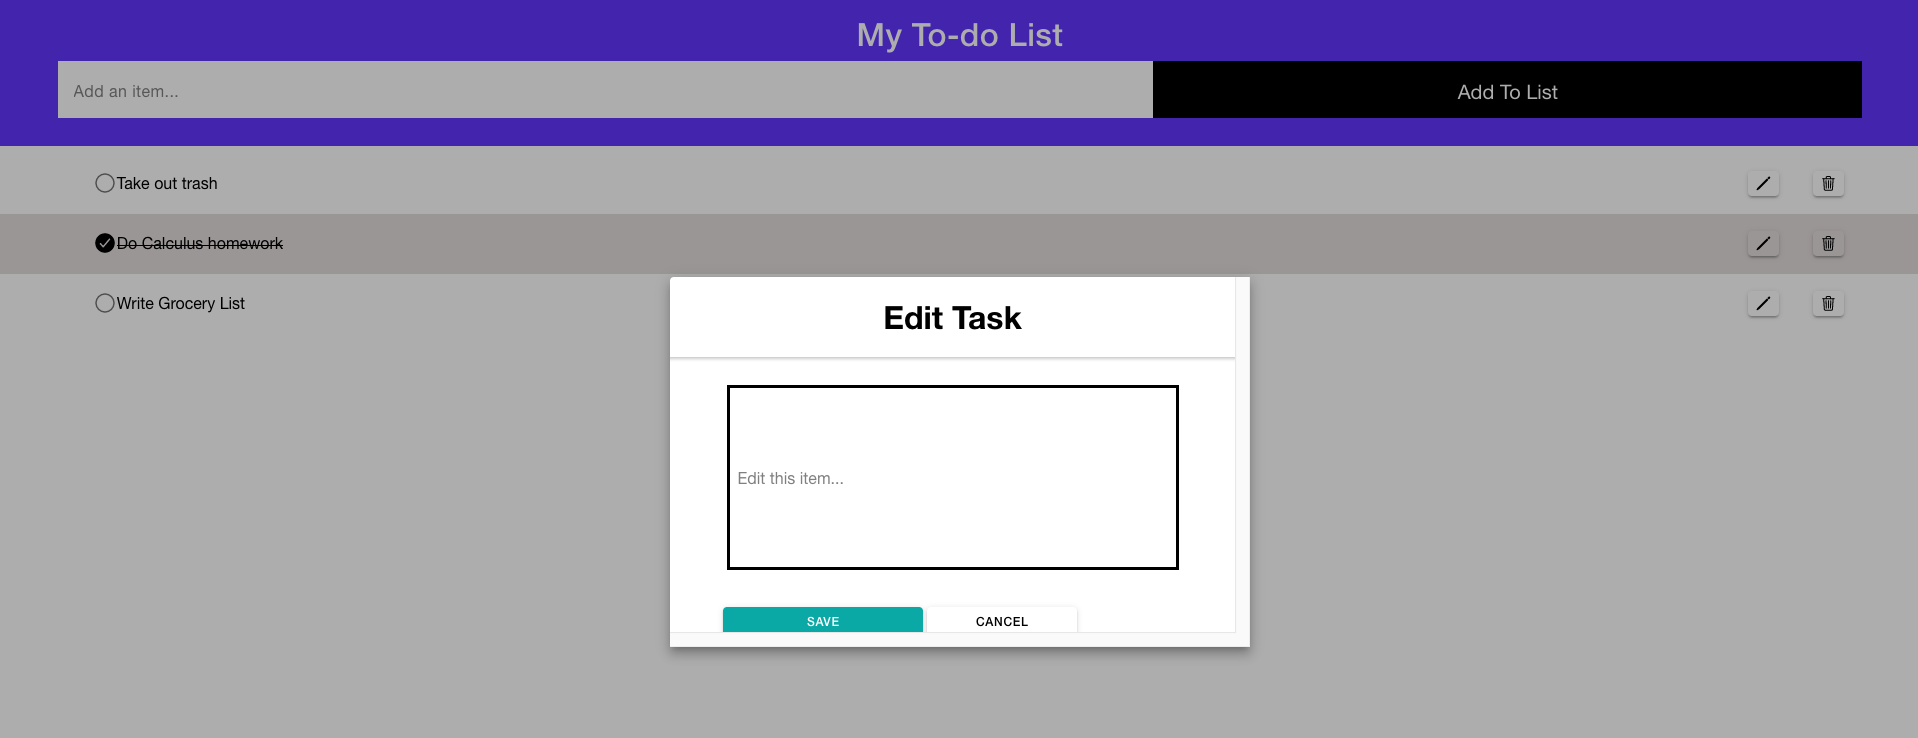 My To-do List
Add an item...
Add To List
Take out trash
Do Calculus homework
Write Grocery List
Edit Task
Edit this item...
SAVE CANCEL